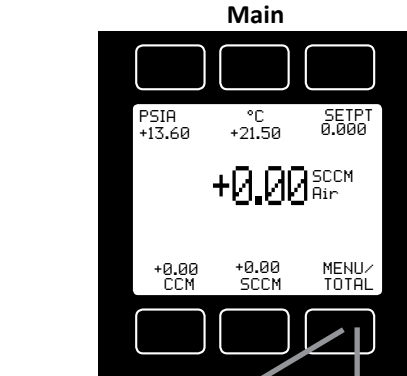 Main
PSIA °C SETPT
+13.60 +21.50 0.000
+0.00 SCCM
Air
+0.00 +0.00 MENU/
CCM SCCM TOTAL